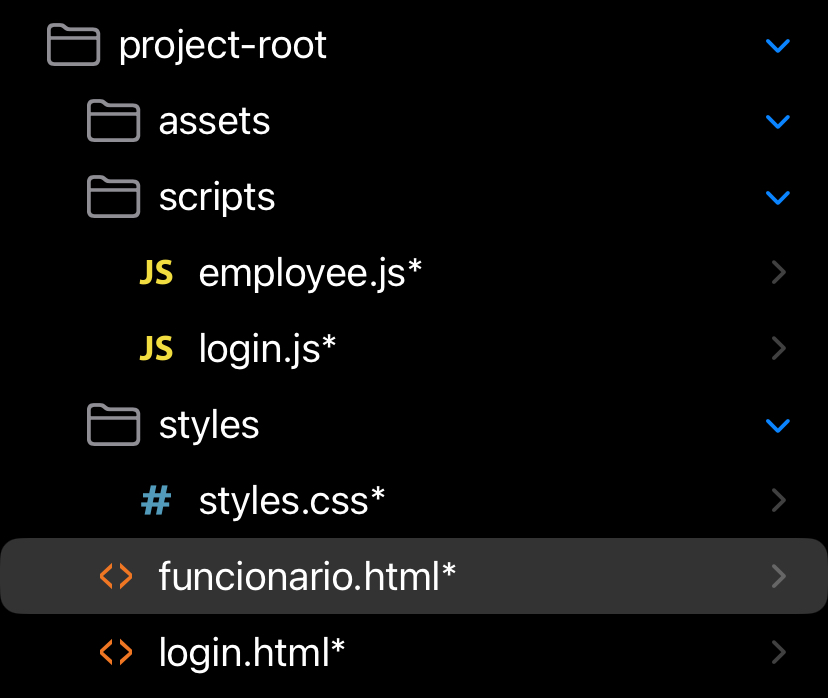 project-root
assets
scripts
JS employee.js*
JS login.js*
styles
# styles.css*
<> funcionario.html*
<> login.html*